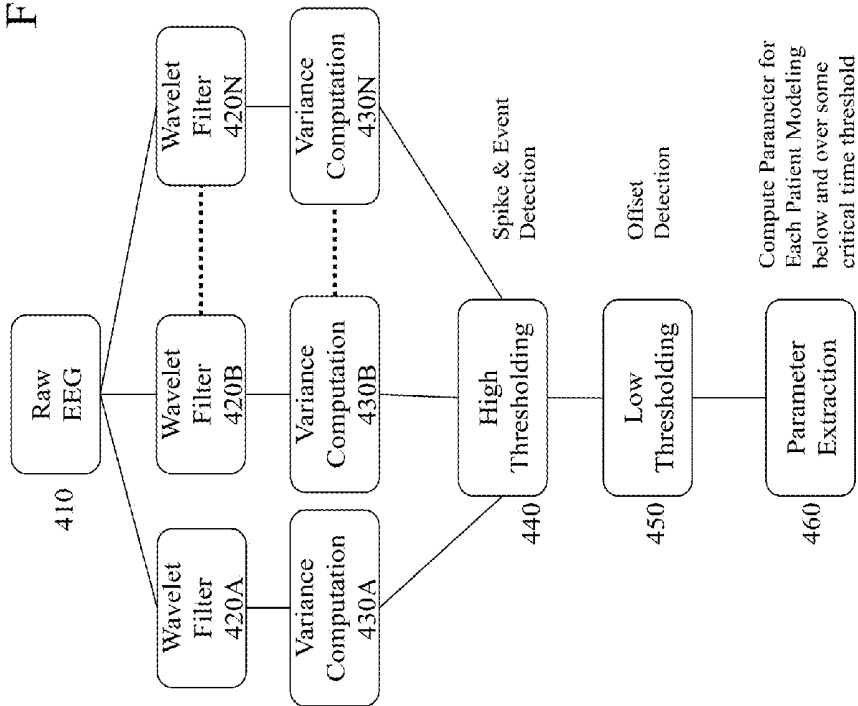 F
Raw
EEG
410
Wavelet
Filter
420A
Wavelet
Filter
420B
Wavelet
Filter
420N
Variance
Computation
430A
Variance
Computation
430B
Variance
Computation
430N
High
Thresholding
440
Spike & Event
Detection
Low
Thresholding
450
Offset
Detection
Parameter
Extraction
460
Compute Parameter for
Each Patient Modeling
below and over some
critical time threshold